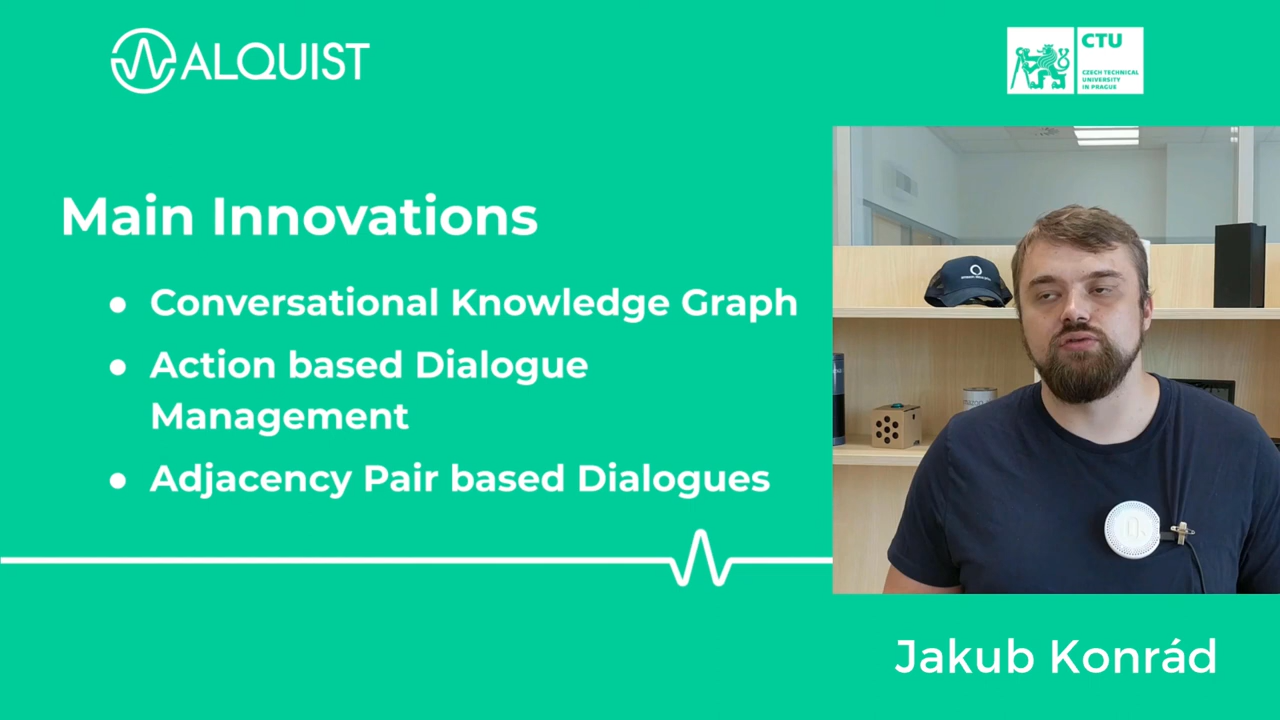 ALQUIST
CTU
CZECH TECHNICAL
UNIVERSITY
IN PRAGUE
Main Innovations
● Conversational Knowledge Graph
● Action based Dialogue
Management
● Adjacency Pair based Dialogues
Jakub Konrád